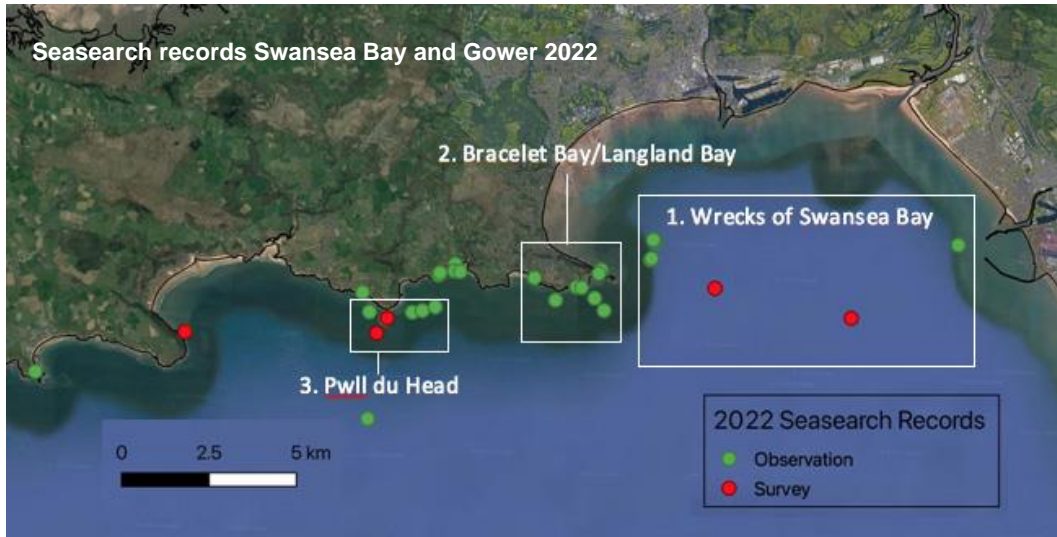 Seasearch records Swansea Bay and Gower 2022
2. Bracelet Bay/Langland Bay
1. Wrecks of Swansea Bay
3. Pwll du Head
0 2.5 5 km
2022 Seasearch Records
Observation
Survey